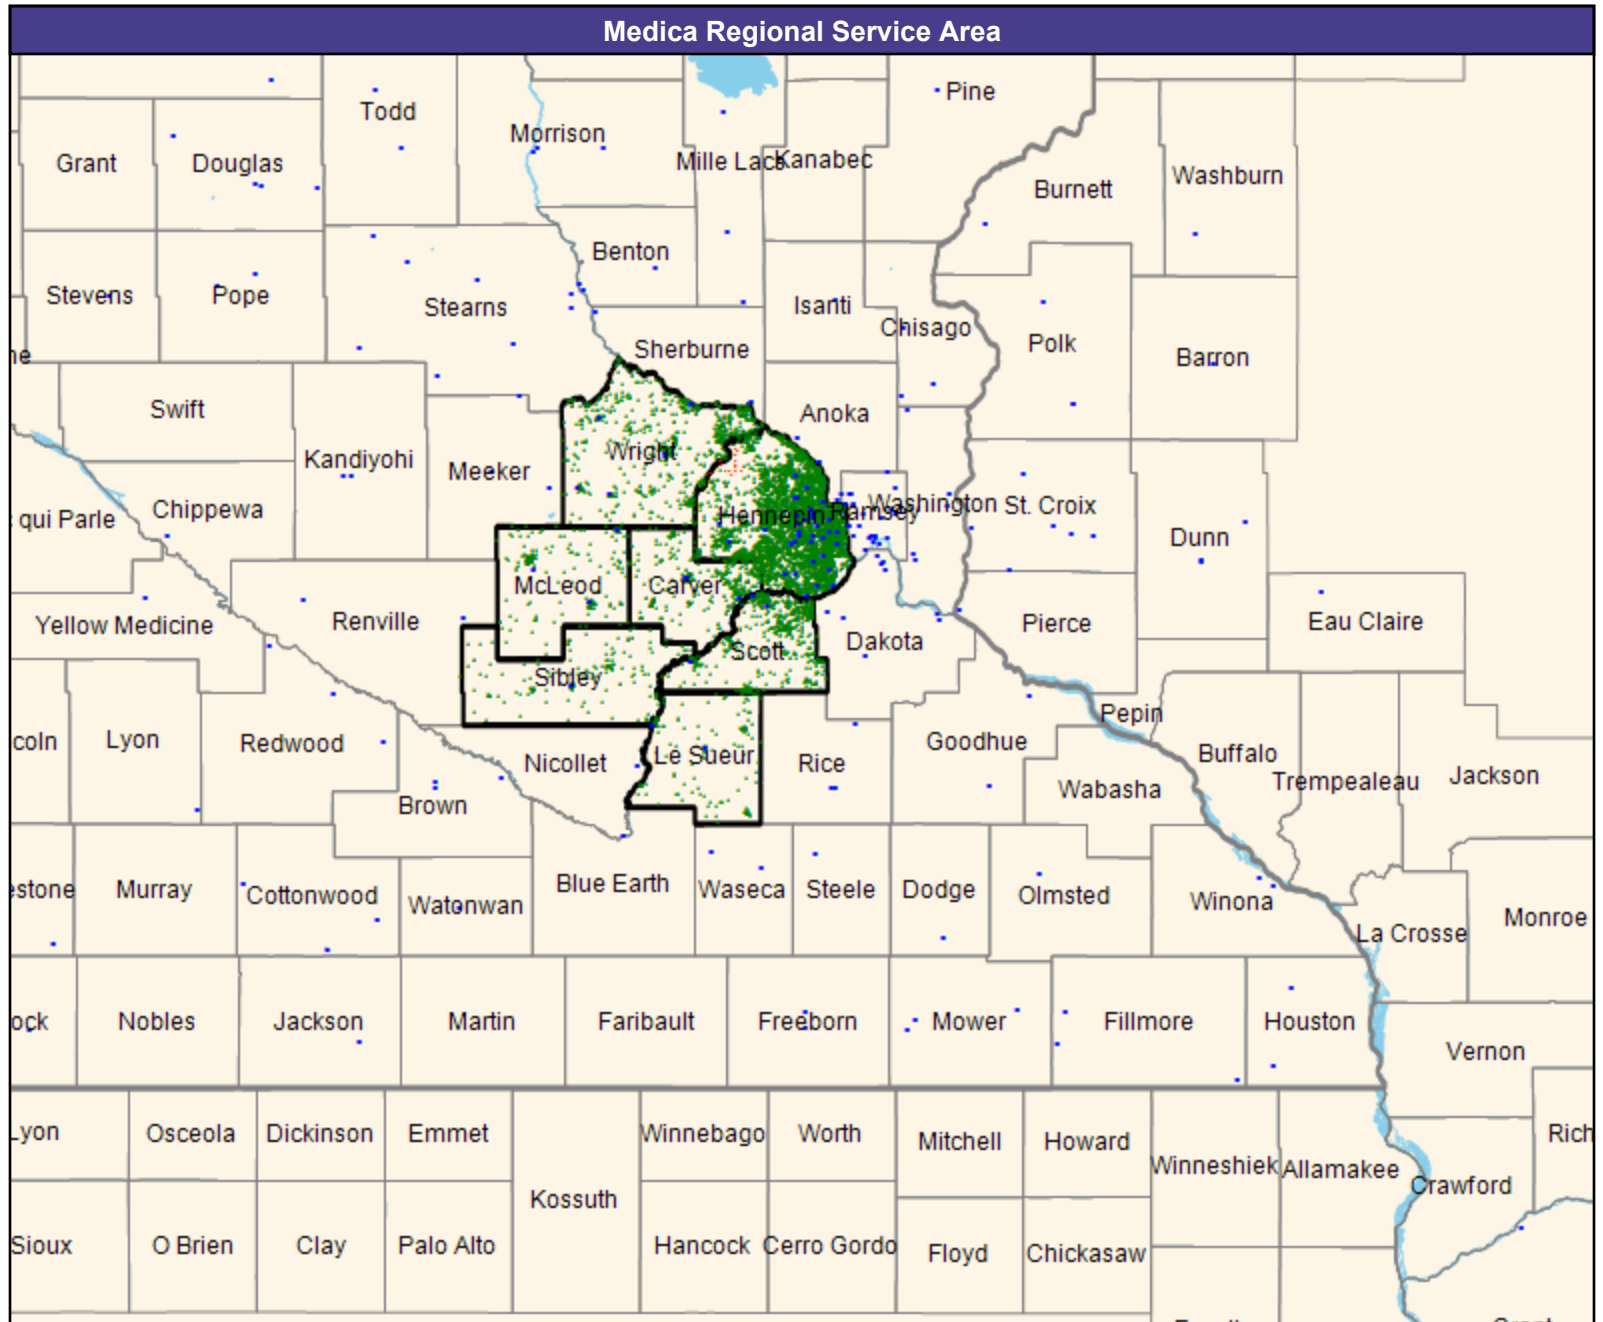 Medica Regional Service Area
Pine
Todd
Morrison
Mille Lacs
Kanabec
Grant
Douglas
Washburn
Burnett
Benton
Stevens
Pope
Stearns
Isanti
Chisago
Sherburne
Polk
Barron
ne
Swift
Anoka
Wright
Kandiyohi
Meeker
Chippewa
Washington
St. Croix
qui Parle
Hennepin
Ramsey
Dunn
McLeod
Carver
Yellow Medicine
Renville
Pierce
Eau Claire
Dakota
Scott
Sibley
Pepin
coln
Lyon
Redwood
Goodhue
Buffalo
Nicollet
Le Sueur
Rice
Trempealeau
Jackson
Wabasha
Brown
estone
Murray
Cottonwood
Watonwan
Blue Earth
Waseca
Steele
Dodge
Olmsted
Winona
Monroe
La Crosse
ock
Nobles
Jackson
Martin
Faribault
Freeborn
Mower
Fillmore
Houston
Vernon
Lyon
Osceola
Dickinson
Emmet
Winnebago
Worth
Mitchell
Howard
Rich
Winneshiek
Allamakee
Crawford
Kossuth
Sioux
O Brien
Clay
Palo Alto
Hancock
Cerro Gordo
Floyd
Chickasaw